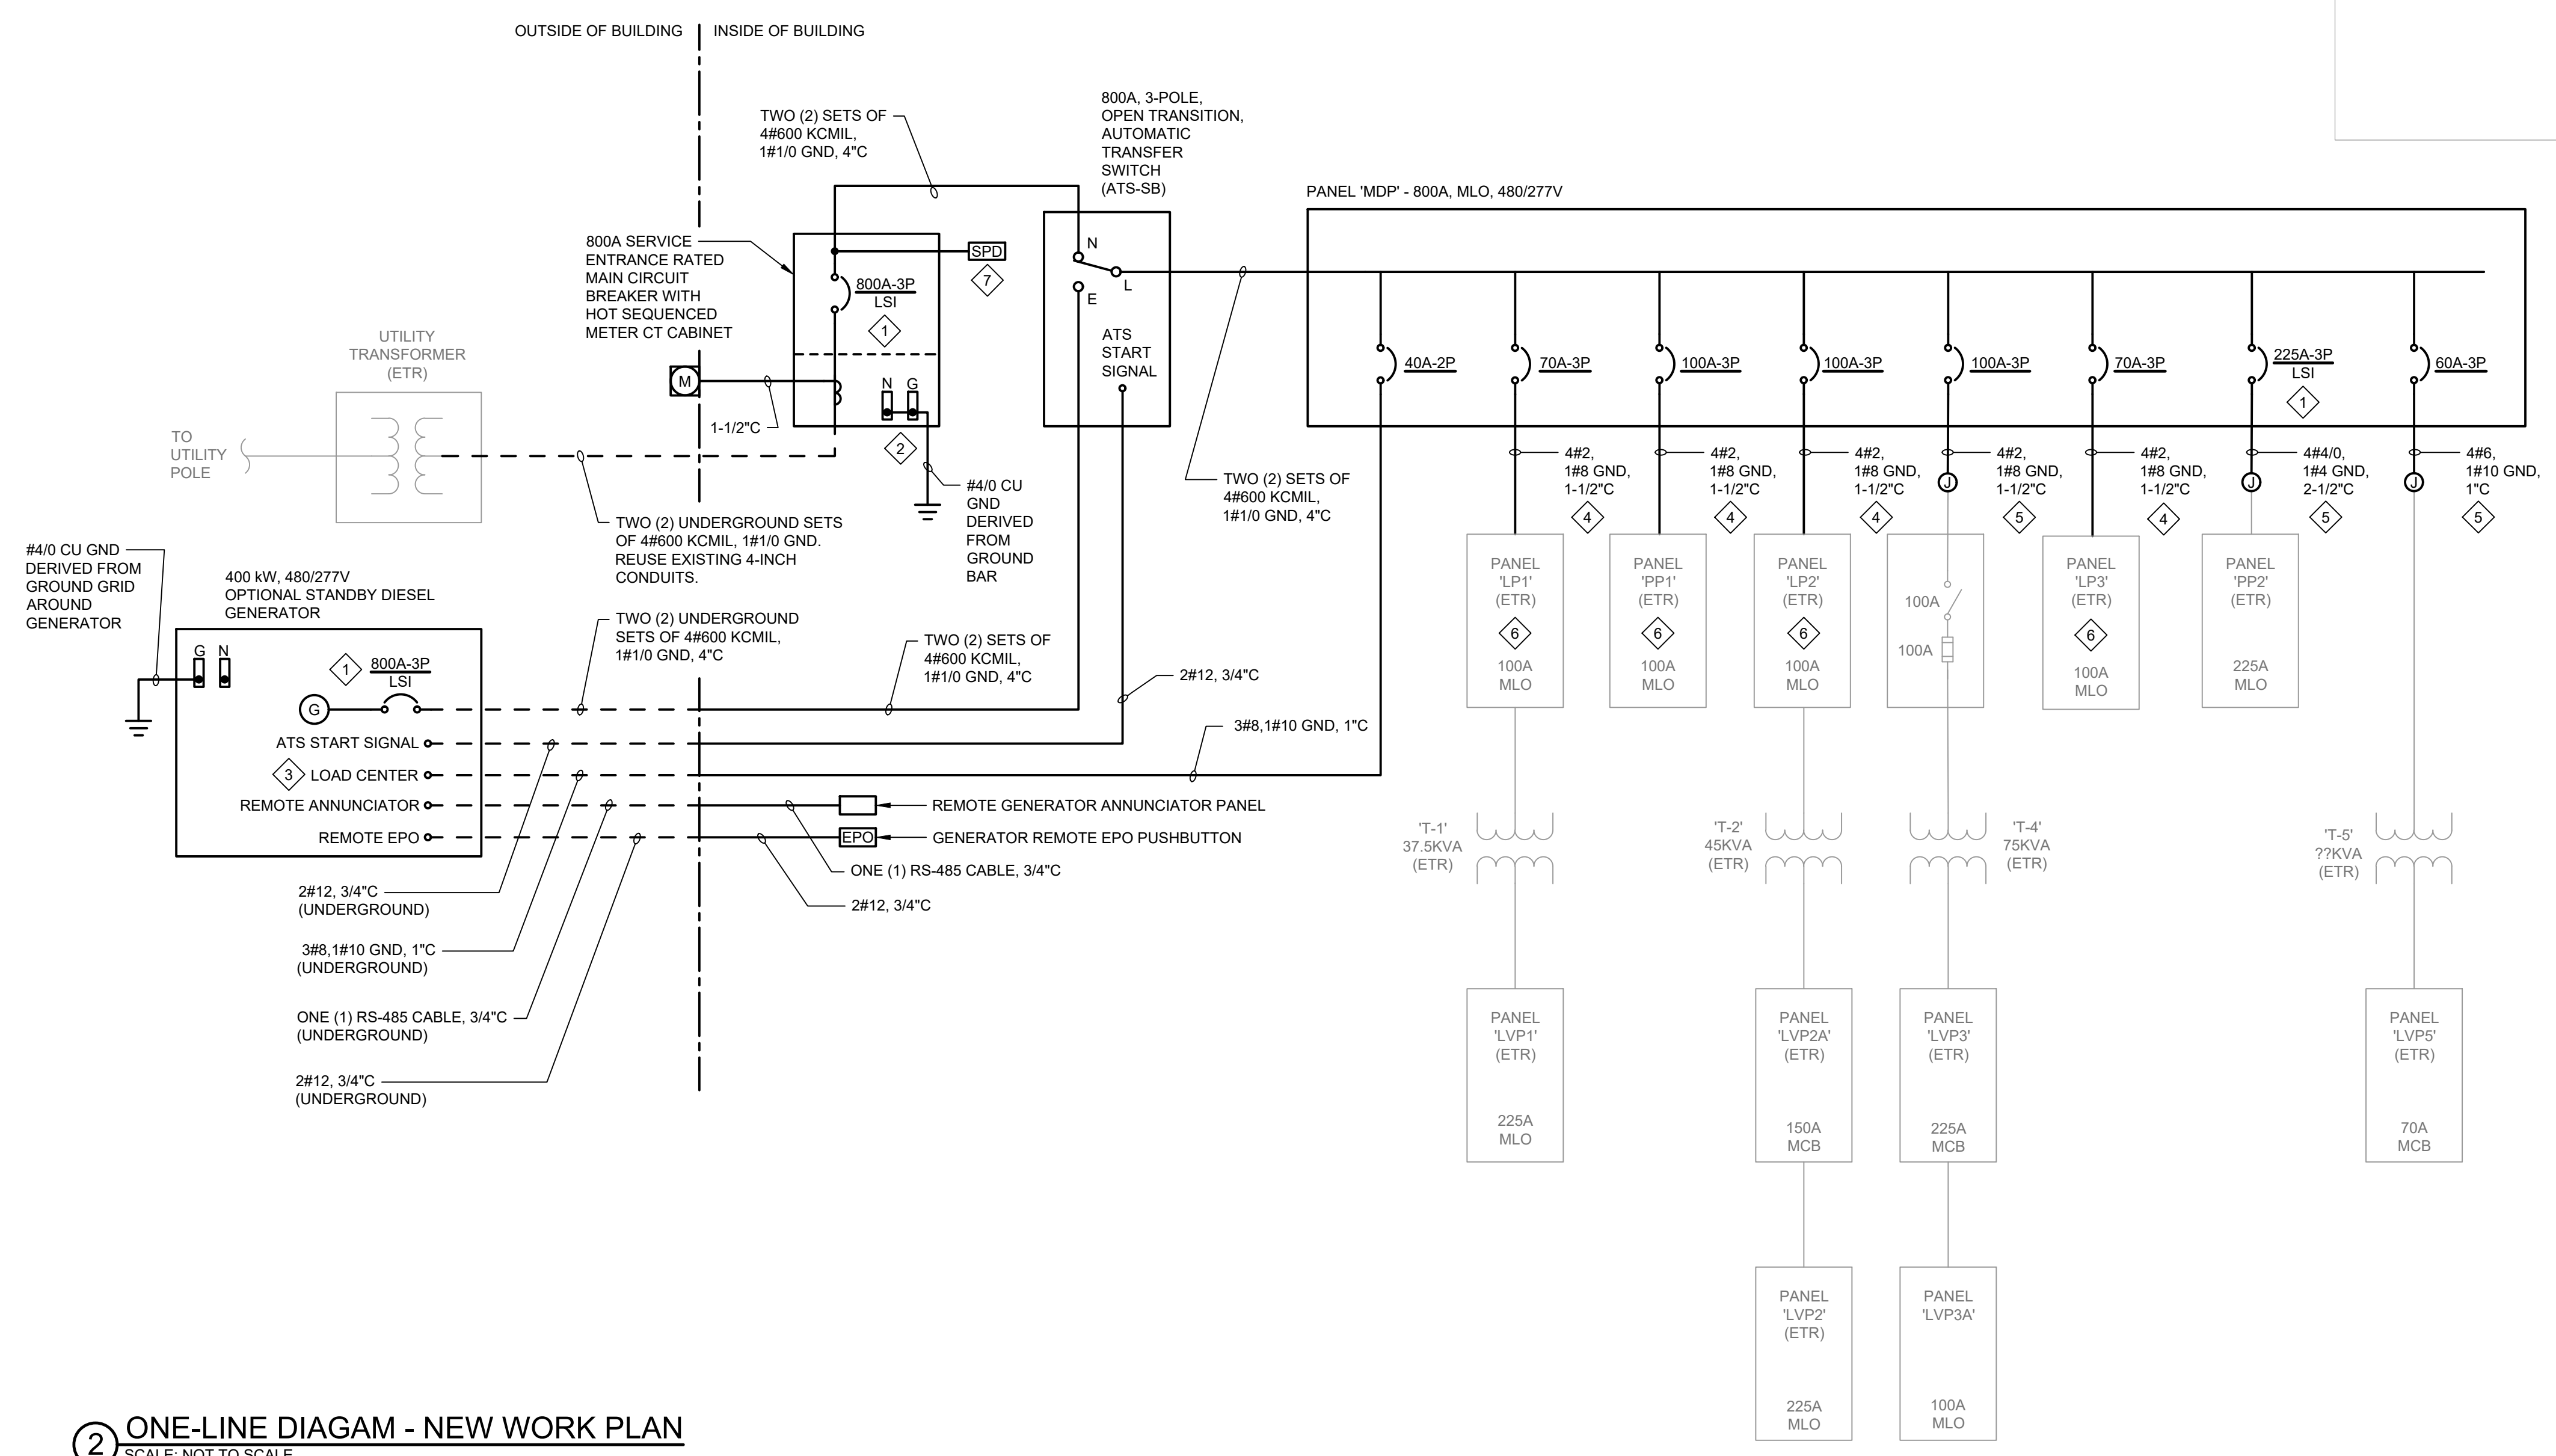 OUTSIDE OF BUILDING
INSIDE OF BUILDING
TWO (2) SETS OF
4#600 KCMIL,
1#1/0 GND, 4"C
800A, 3-POLE,
OPEN TRANSITION,
AUTOMATIC
TRANSFER
SWITCH
(ATS-SB)
PANEL 'MDP' - 800A, MLO, 480/277V
800A SERVICE
ENTRANCE RATED
MAIN CIRCUIT
BREAKER WITH
HOT SEQUENCED
METER CT CABINET
SPD
7
800A-3P
LSI
1
N
E
L
ATS
START
SIGNAL
M
1-1/2"C
N G
2
UTILITY
TRANSFORMER
(ETR)
TO
UTILITY
POLE
#4/0 CU
GND
DERIVED
FROM
GROUND
BAR
TWO (2) UNDERGROUND SETS
OF 4#600 KCMIL, 1#1/0 GND.
REUSE EXISTING 4-INCH
CONDUITS.
TWO (2) SETS OF
4#600 KCMIL,
1#1/0 GND, 4"C
40A-2P
70A-3P
100A-3P
100A-3P
100A-3P
70A-3P
225A-3P
LSI
1
60A-3P
4#2,
1#8 GND,
1-1/2"C
4
4#2,
1#8 GND,
1-1/2"C
4
4#2,
1#8 GND,
1-1/2"C
4
J
4#2,
1#8 GND,
1-1/2"C
5
4#2,
1#8 GND,
1-1/2"C
4
J
4#4/0,
1#4 GND,
2-1/2"C
5
J
4#6,
1#10 GND,
1"C
5
PANEL
'LP1'
(ETR)
6
100A
MLO
PANEL
'PP1'
(ETR)
6
100A
MLO
PANEL
'LP2'
(ETR)
6
100A
MLO
100A
100A
PANEL
'LP3'
(ETR)
6
100A
MLO
PANEL
'PP2'
(ETR)
225A
MLO
#4/0 CU GND
DERIVED FROM
GROUND GRID
AROUND
GENERATOR
400 kW, 480/277V
OPTIONAL STANDBY DIESEL
GENERATOR
G N
1
800A-3P
LSI
G
ATS START SIGNAL
3
LOAD CENTER
REMOTE ANNUNCIATOR
REMOTE EPO
TWO (2) UNDERGROUND
SETS OF 4#600 KCMIL,
1#1/0 GND, 4"C
TWO (2) SETS OF
4#600 KCMIL,
1#1/0 GND, 4"C
2#12, 3/4"C
3#8,1#10 GND, 1"C
REMOTE GENERATOR ANNUNCIATOR PANEL
EPO
GENERATOR REMOTE EPO PUSHBUTTON
ONE (1) RS-485 CABLE, 3/4"C
2#12, 3/4"C
2#12, 3/4"C
(UNDERGROUND)
3#8,1#10 GND, 1"C
(UNDERGROUND)
ONE (1) RS-485 CABLE, 3/4"C
(UNDERGROUND)
2#12, 3/4"C
(UNDERGROUND)
'T-1'
37.5KVA
(ETR)
'T-2'
45KVA
(ETR)
'T-4'
75KVA
(ETR)
'T-5'
??KVA
(ETR)
PANEL
'LVP1'
(ETR)
225A
MLO
PANEL
'LVP2A'
(ETR)
150A
MCB
PANEL
'LVP3'
(ETR)
225A
MCB
PANEL
'LVP5'
(ETR)
70A
MCB
PANEL
'LVP2'
(ETR)
225A
MLO
PANEL
'LVP3A'
100A
MLO
2
ONE-LINE DIAGAM - NEW WORK PLAN
SCALE: NOT TO SCALE